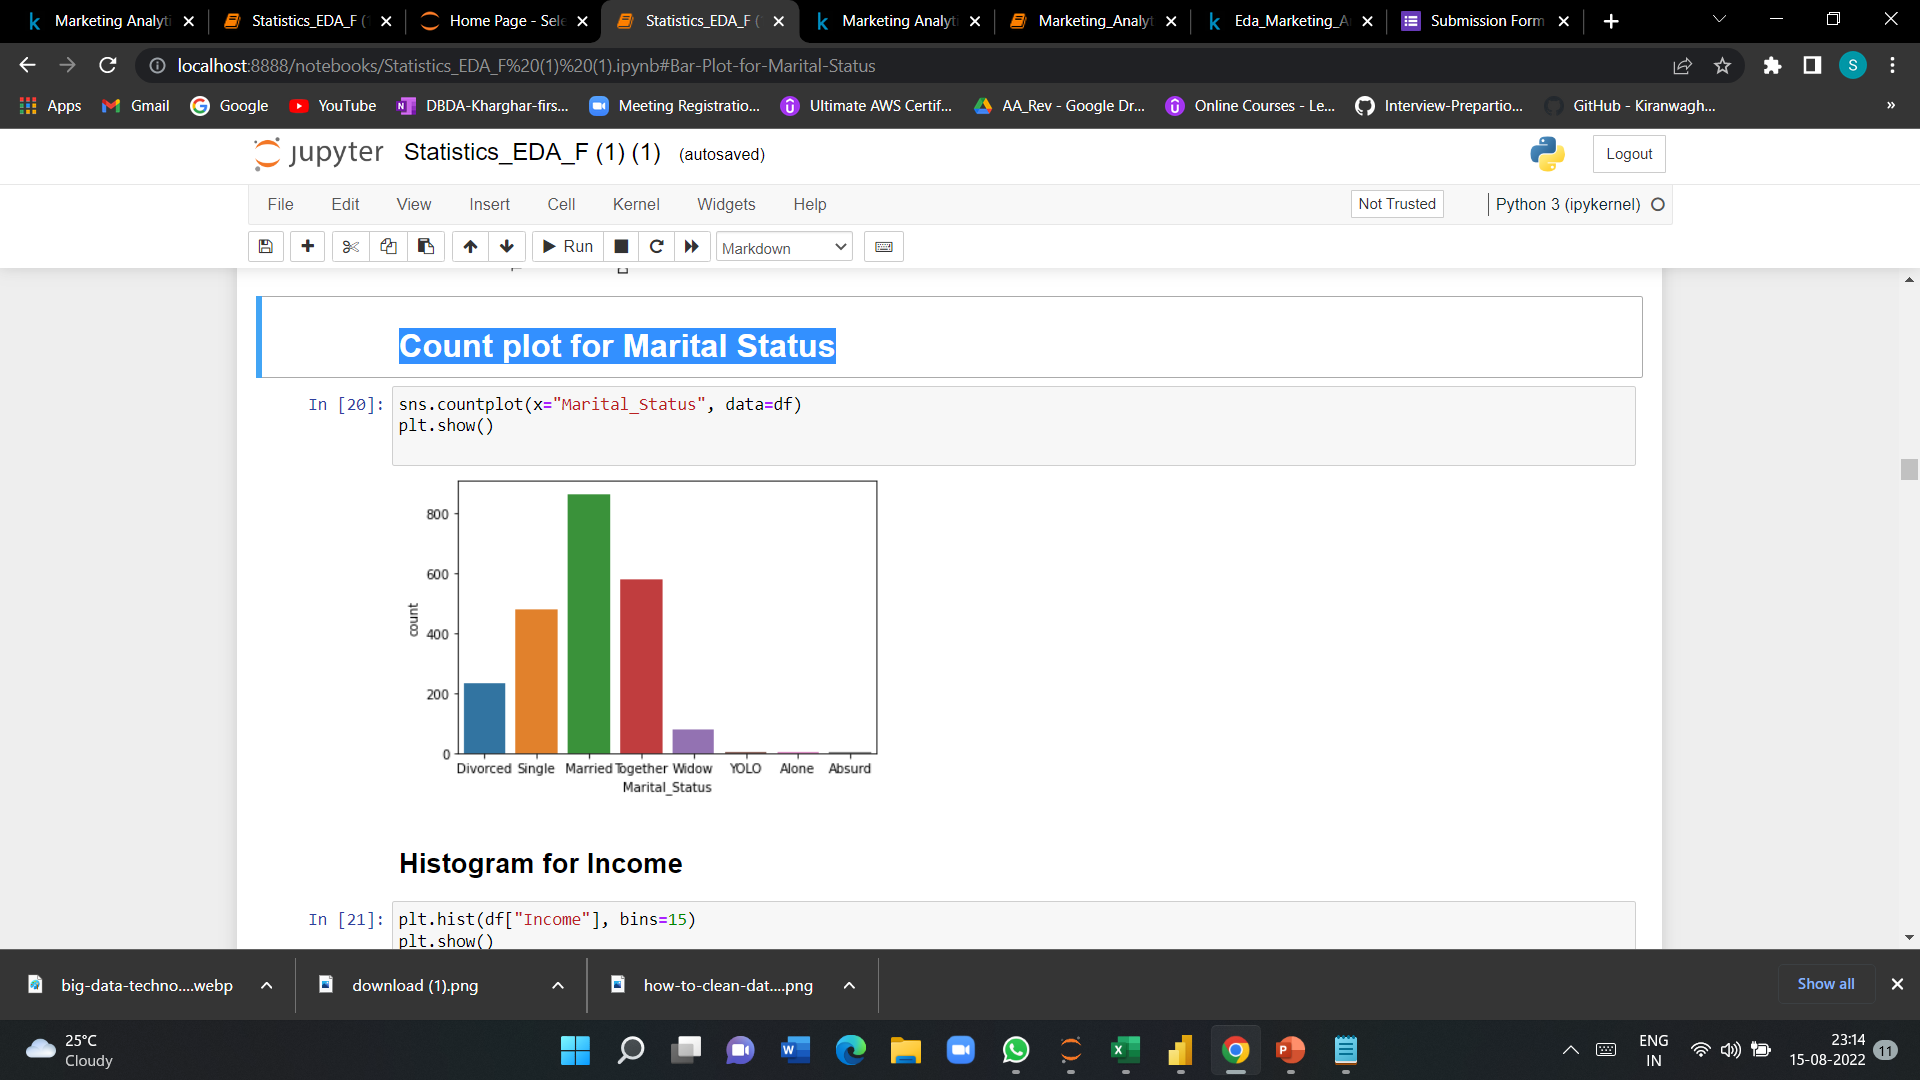 Marketing Analyti
Statistics_EDA_F (
Home Page - Sele
Statistics_EDA_F (
Marketing Analyti
Marketing_Analyt
Eda_Marketing_A
Submission Form
localhost:8888/notebooks/Statistics_EDA_F%20(1)%20(1).ipynb#Bar-Plot-for-Marital-Status
S
Apps
Gmail
Google
YouTube
DBDA-Kharghar-firs...
Meeting Registratio...
Ultimate AWS Certif...
AA_Rev - Google Dr...
Online Courses - Le...
Interview-Prepartio...
GitHub - Kiranwagh...
»
jupyter
Statistics_EDA_F (1) (1)
(autosaved)
Logout
File
Edit
View
Insert
Cell
Kernel
Widgets
Help
Not Trusted
Python 3 (ipykernel)
Run
Markdown
Count plot for Marital Status
In [20]:
sns.countplot(x="Marital_Status", data=df)
plt.show()
800
600
400
200
0
count
Divorced Single Married Together Widow YOLO Alone Absurd
Marital_Status
Histogram for Income
In [21]:
plt.hist(df["Income"], bins=15)
plt.show()
big-data-techno....webp
download (1).png
how-to-clean-dat....png
Show all
25°C
Cloudy
ENG
IN
23:14
15-08-2022
11